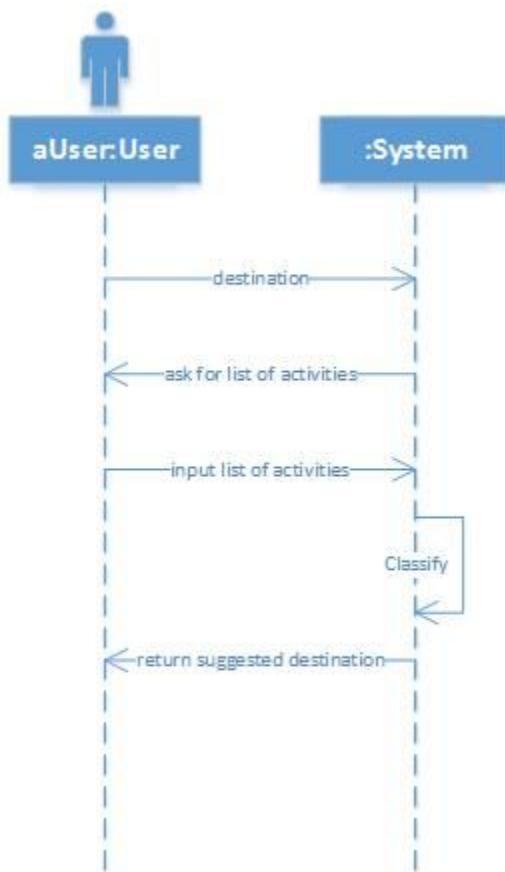 aUser:User
:System
destination
ask for list of activities
input list of activities
Classify
return suggested destination